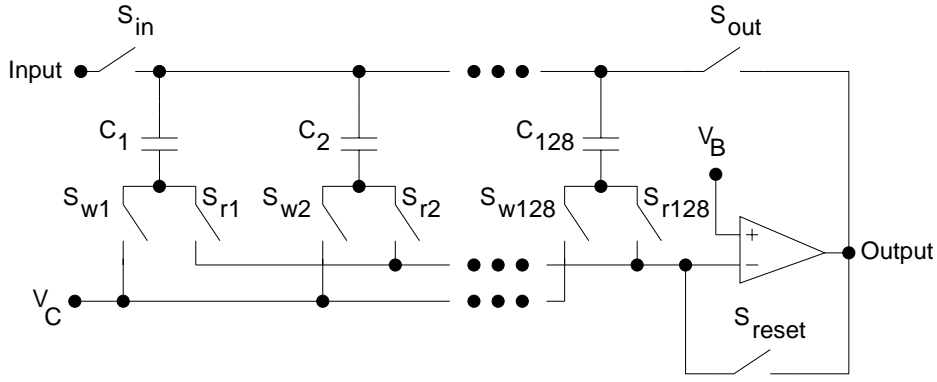 S_in
S_out
Input
C_1
C_2
C_128
V_B
S_w1
S_r1
S_w2
S_r2
S_w128
S_r128
+
−
Output
V_C
S_reset